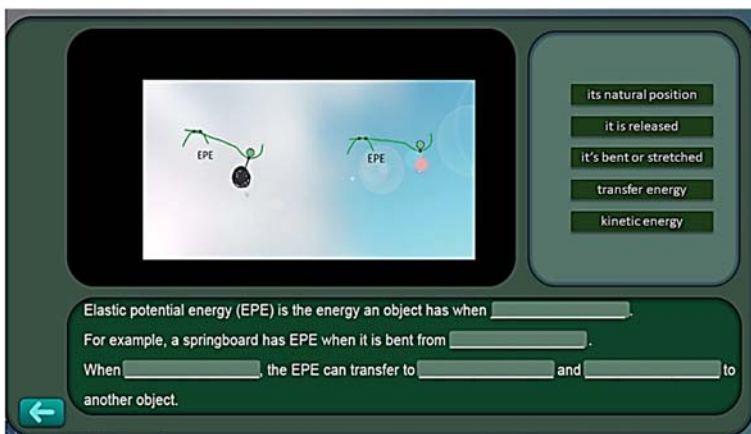 EPE
EPE
its natural position
it is released
it's bent or stretched
transfer energy
kinetic energy
Elastic potential energy (EPE) is the energy an object has when .
For example, a springboard has EPE when it is bent from .
When , the EPE can transfer to and to
another object.